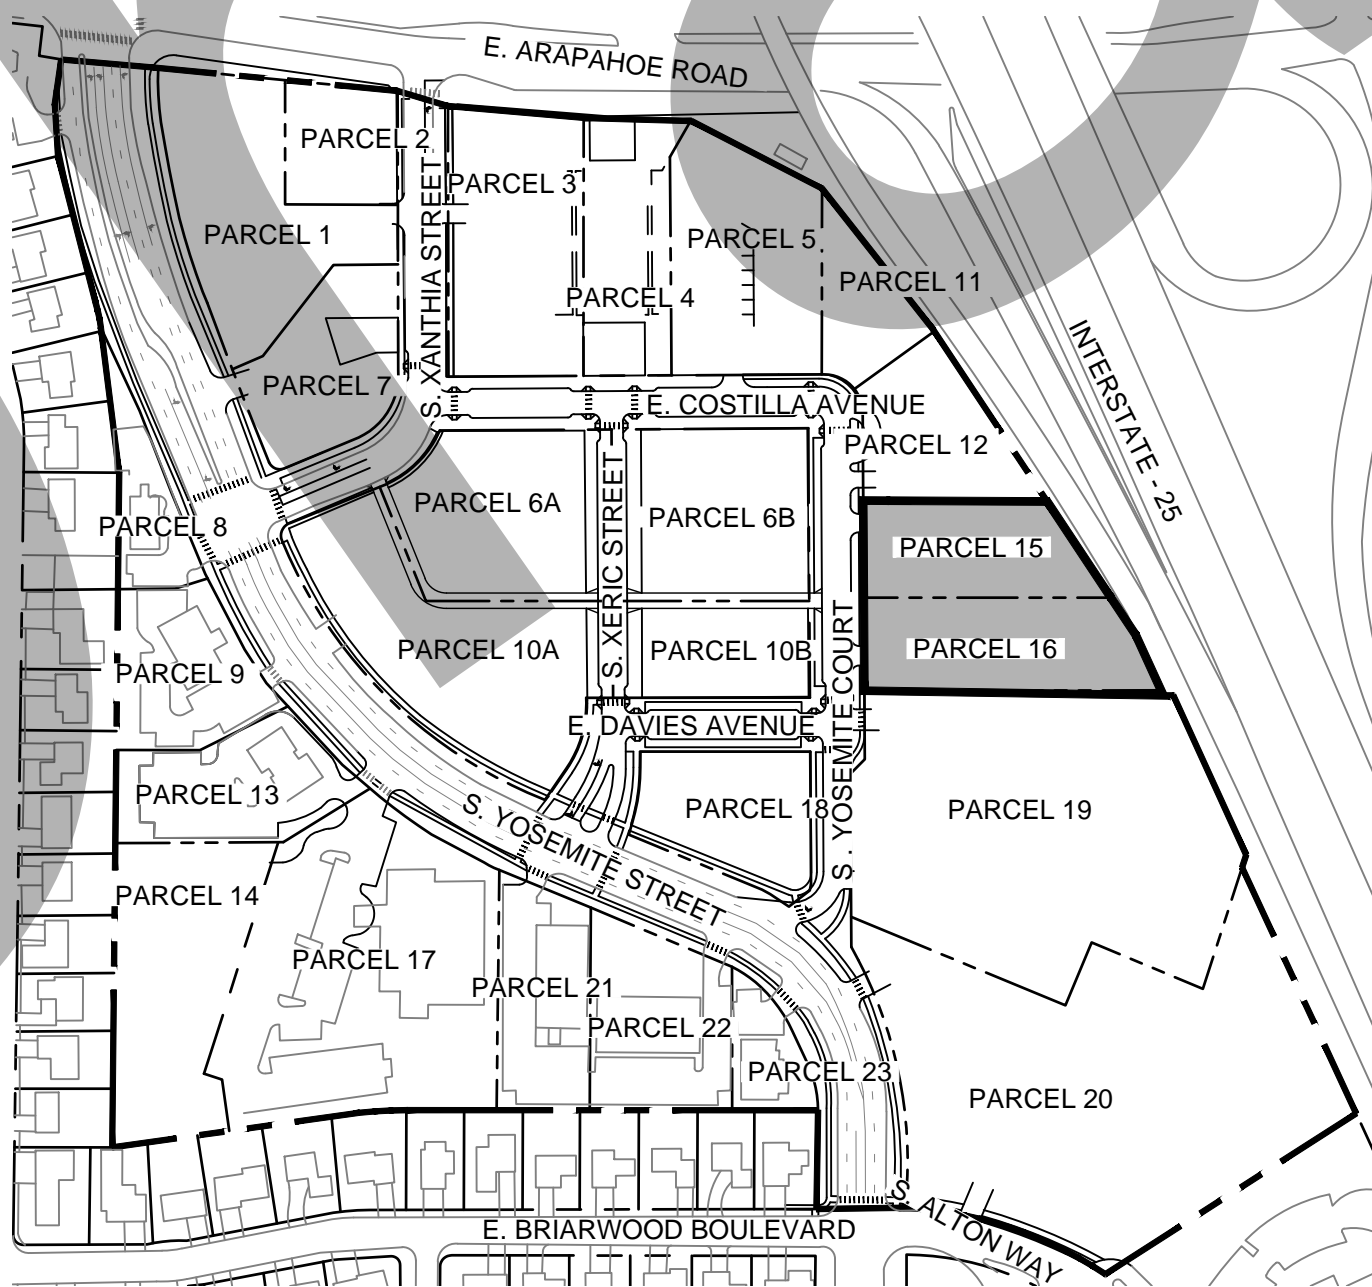 E. ARAPAHOE ROAD
PARCEL 2
PARCEL 3
S. XANTHIA STREET
PARCEL 1
PARCEL 5
PARCEL 4
PARCEL 11
INTERSTATE - 25
PARCEL 7
E. COSTILLA AVENUE
PARCEL 12
PARCEL 6A
PARCEL 6B
PARCEL 8
S. XERIC STREET
PARCEL 15
PARCEL 10A
PARCEL 10B
PARCEL 16
PARCEL 9
S. YOSEMITE COURT
E. DAVIES AVENUE
PARCEL 13
PARCEL 18
PARCEL 19
S. YOSEMITE STREET
PARCEL 14
PARCEL 17
PARCEL 21
PARCEL 22
PARCEL 23
PARCEL 20
E. BRIARWOOD BOULEVARD
S. ALTON WAY